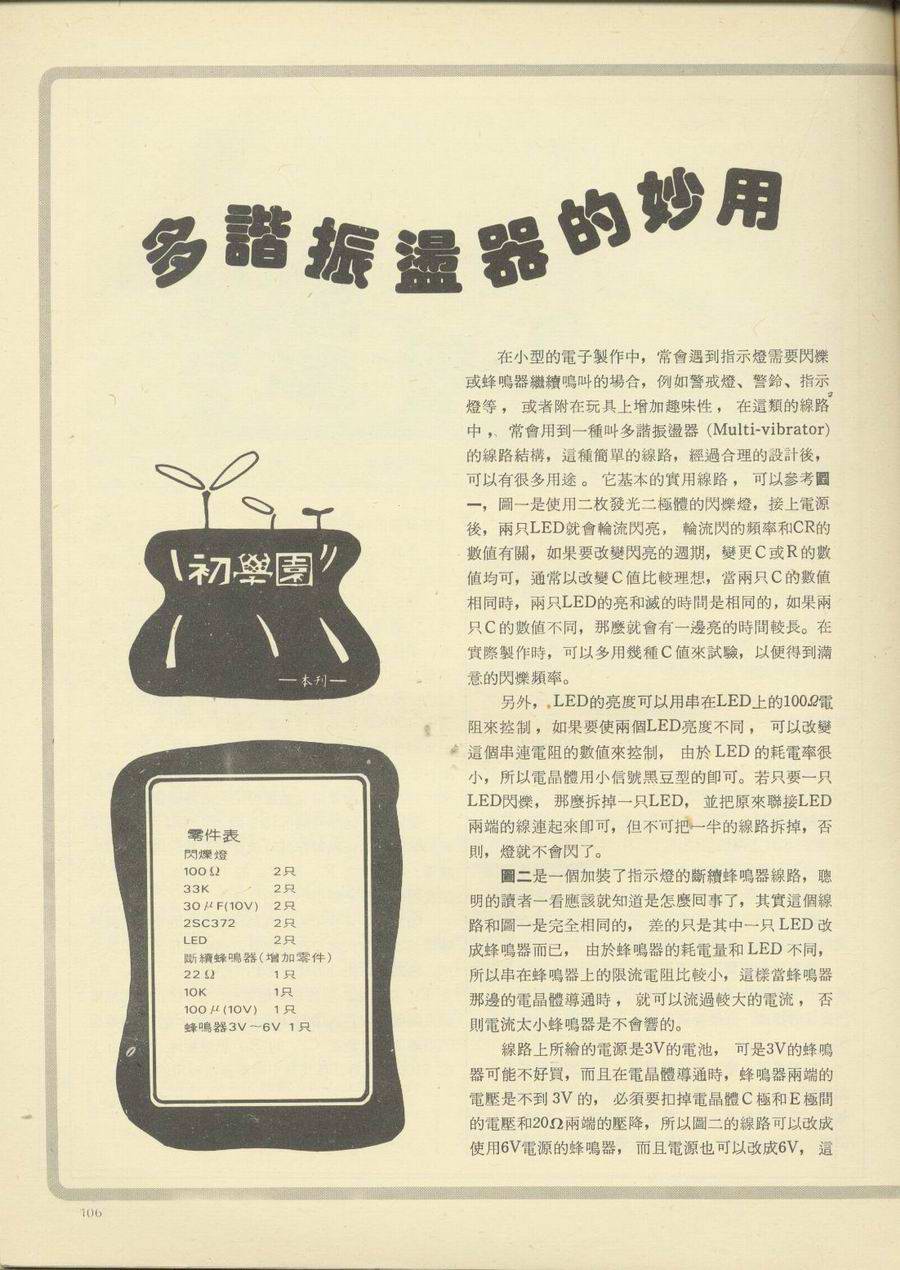 多諧振盪器的妙用
初學園
—本刊—
零件表
閃爍燈
100Ω 2只
33K 2只
30μF(10V) 2只
2SC372 2只
LED 2只
斷續蜂鳴器(增加零件)
22Ω 1只
10K 1只
100μ(10V) 1只
蜂鳴器3V～6V 1只
在小型的電子製作中，常會遇到指示燈需要閃爍
或蜂鳴器繼續鳴叫的場合，例如警戒燈、警鈴、指示
燈等，或者附在玩具上增加趣味性，在這類的線路
中，常會用到一種叫多諧振盪器（Multi-vibrator)
的線路結構，這種簡單的線路，經過合理的設計後，
可以有很多用途。它基本的實用線路，可以參考圖
一，圖一是使用二枚發光二極體的閃爍燈，接上電源
後，兩只LED就會輪流閃亮，輪流閃的頻率和CR的
數值有關，如果要改變閃亮的週期，變更C或R的數
值均可，通常以改變C值比較理想，當兩只C的數值
相同時，兩只LED的亮和滅的時間是相同的，如果兩
只C的數值不同，那麼就會有一邊亮的時間較長。在
實際製作時，可以多用幾種C值來試驗，以便得到滿
意的閃爍頻率。
另外，LED的亮度可以用串在LED上的100Ω電
阻來控制，如果要使兩個LED亮度不同，可以改變
這個串連電阻的數值來控制，由於LED的耗電率很
小，所以電晶體用小信號黑豆型的即可。若只要一只
LED閃爍，那麼拆掉一只LED，並把原來聯接LED
兩端的線連起來即可，但不可把一半的線路拆掉，否
則，燈就不會閃了。
圖二是一個加裝了指示燈的斷續蜂鳴器線路，聰
明的讀者一看應該就知道是怎麼回事了，其實這個線
路和圖一是完全相同的，差的只是其中一只LED改
成蜂鳴器而已，由於蜂鳴器的耗電量和LED不同，
所以串在蜂鳴器上的限流電阻比較小，這樣當蜂鳴器
那邊的電晶體導通時，就可以流過較大的電流，否
則電流太小蜂鳴器是不會響的。
線路上所繪的電源是3V的電池，可是3V的蜂鳴
器可能不好買，而且在電晶體導通時，蜂鳴器兩端的
電壓是不到3V的，必須要扣掉電晶體C極和E極間
的電壓和20Ω兩端的壓降，所以圖二的線路可以改成
使用6V電源的蜂鳴器，而且電源也可以改成6V，這
106